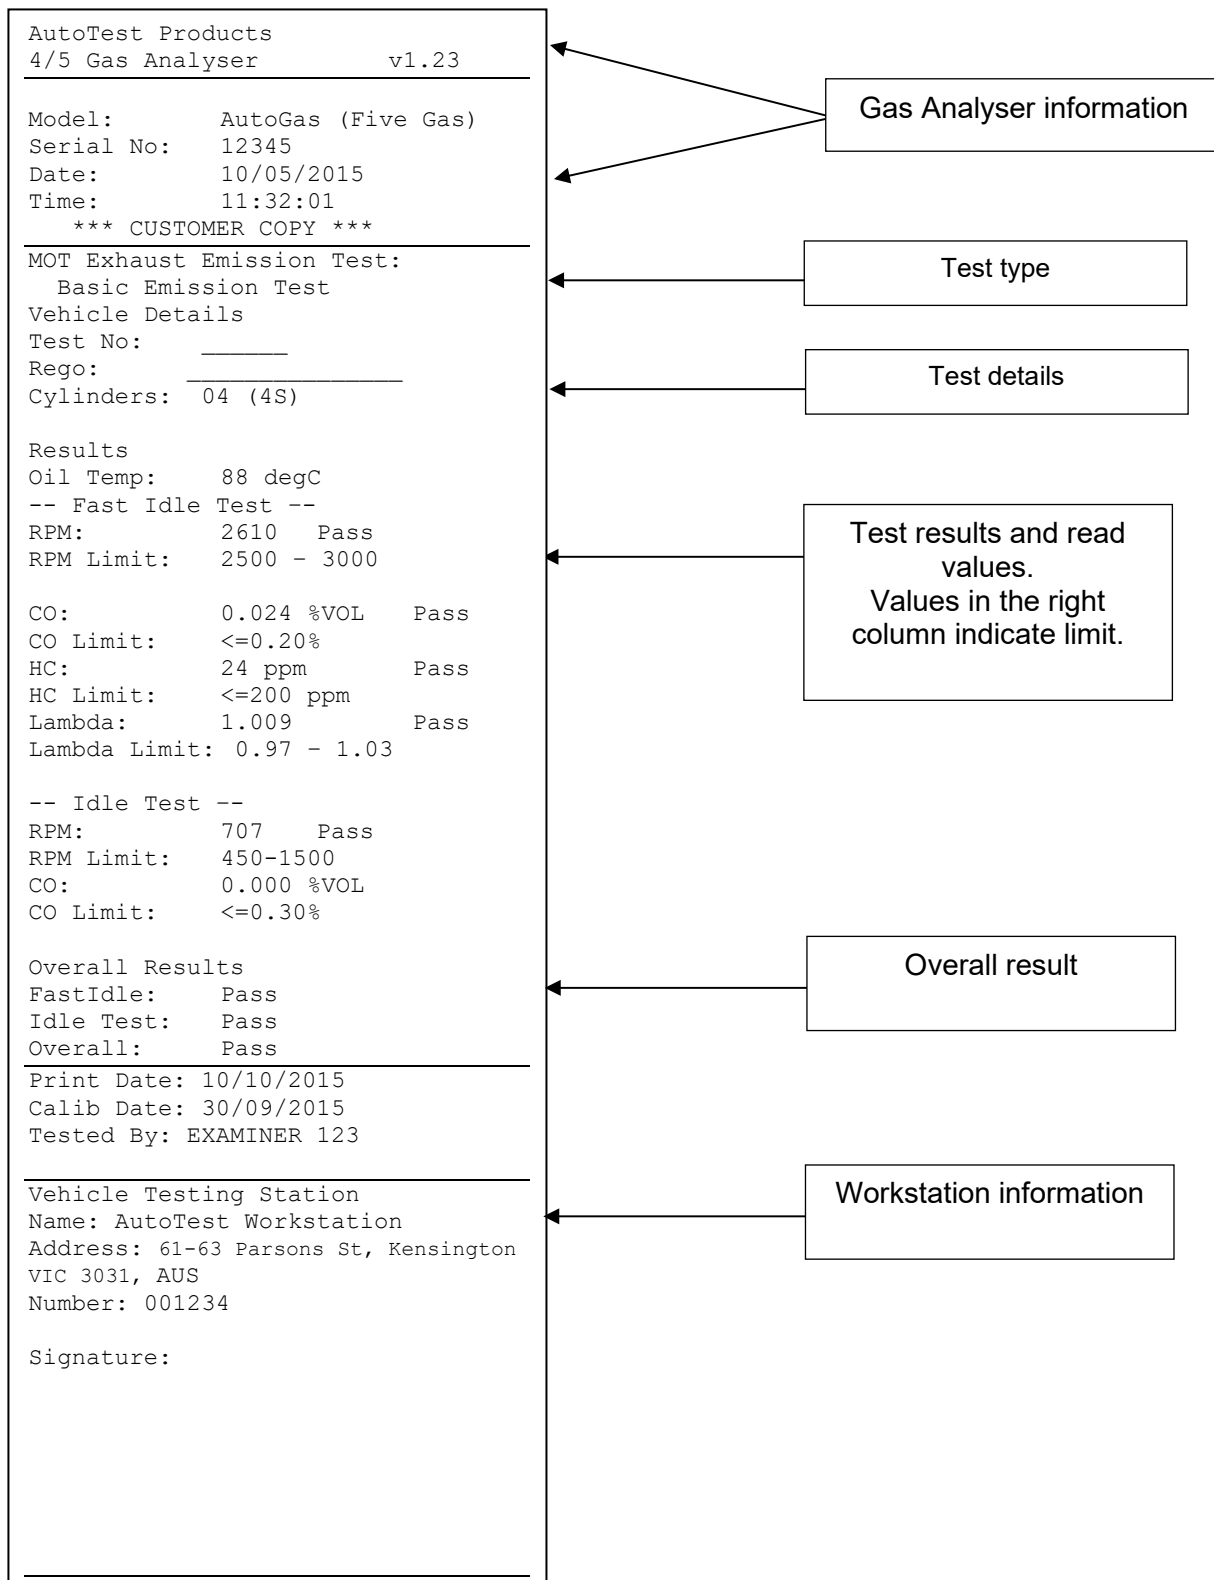 AutoTest Products
4/5 Gas Analyser v1.23
Model: AutoGas (Five Gas)
Serial No: 12345
Date: 10/05/2015
Time: 11:32:01
*** CUSTOMER COPY ***
MOT Exhaust Emission Test:
Basic Emission Test
Vehicle Details
Test No: ______
Rego: _______________
Cylinders: 04 (4S)
Results
Oil Temp: 88 degC
-- Fast Idle Test –-
RPM: 2610 Pass
RPM Limit: 2500 – 3000
CO: 0.024 %VOL Pass
CO Limit: <=0.20%
HC: 24 ppm Pass
HC Limit: <=200 ppm
Lambda: 1.009 Pass
Lambda Limit: 0.97 – 1.03
-- Idle Test –-
RPM: 707 Pass
RPM Limit: 450-1500
CO: 0.000 %VOL
CO Limit: <=0.30%
Overall Results
FastIdle: Pass
Idle Test: Pass
Overall: Pass
Print Date: 10/10/2015
Calib Date: 30/09/2015
Tested By: EXAMINER 123
Vehicle Testing Station
Name: AutoTest Workstation
Address: 61-63 Parsons St, Kensington
VIC 3031, AUS
Number: 001234
Signature:
Gas Analyser information
Test type
Test details
Test results and read
values.
Values in the right
column indicate limit.
Overall result
Workstation information